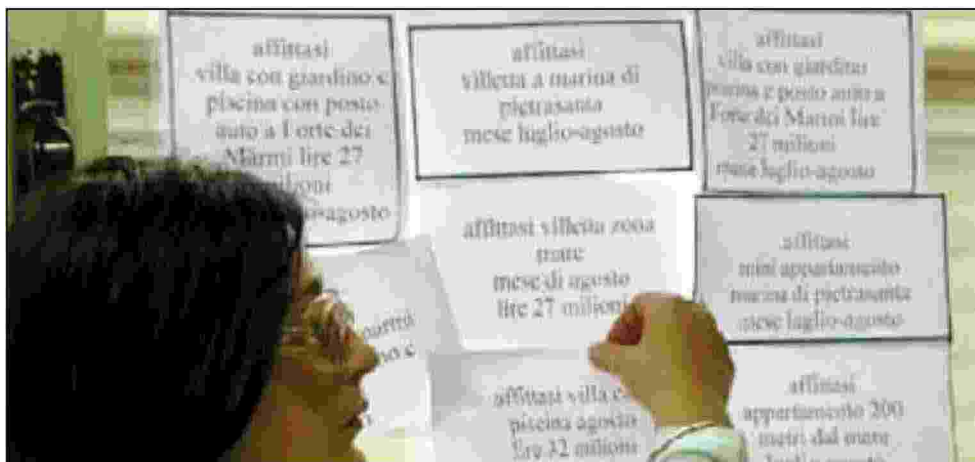 affittasi
villa con giardino e
piscina con posto
auto a Forte dei
Marmi lire 27
milioni
luglio-agosto
affittasi
villetta a marina di
pietrasanta
mese luglio-agosto
affittasi
villa con giardino
piscina e posto auto a
Forte dei Marmi lire
27 milioni
mese luglio-agosto
affittasi villetta zona
mare
mese di agosto
lire 27 milioni
affittasi
mini appartamento
marina di pietrasanta
mese luglio-agosto
affittasi villa
piscina agosto
lire 32 milioni
affittasi
appartamento 200
metri dal mare